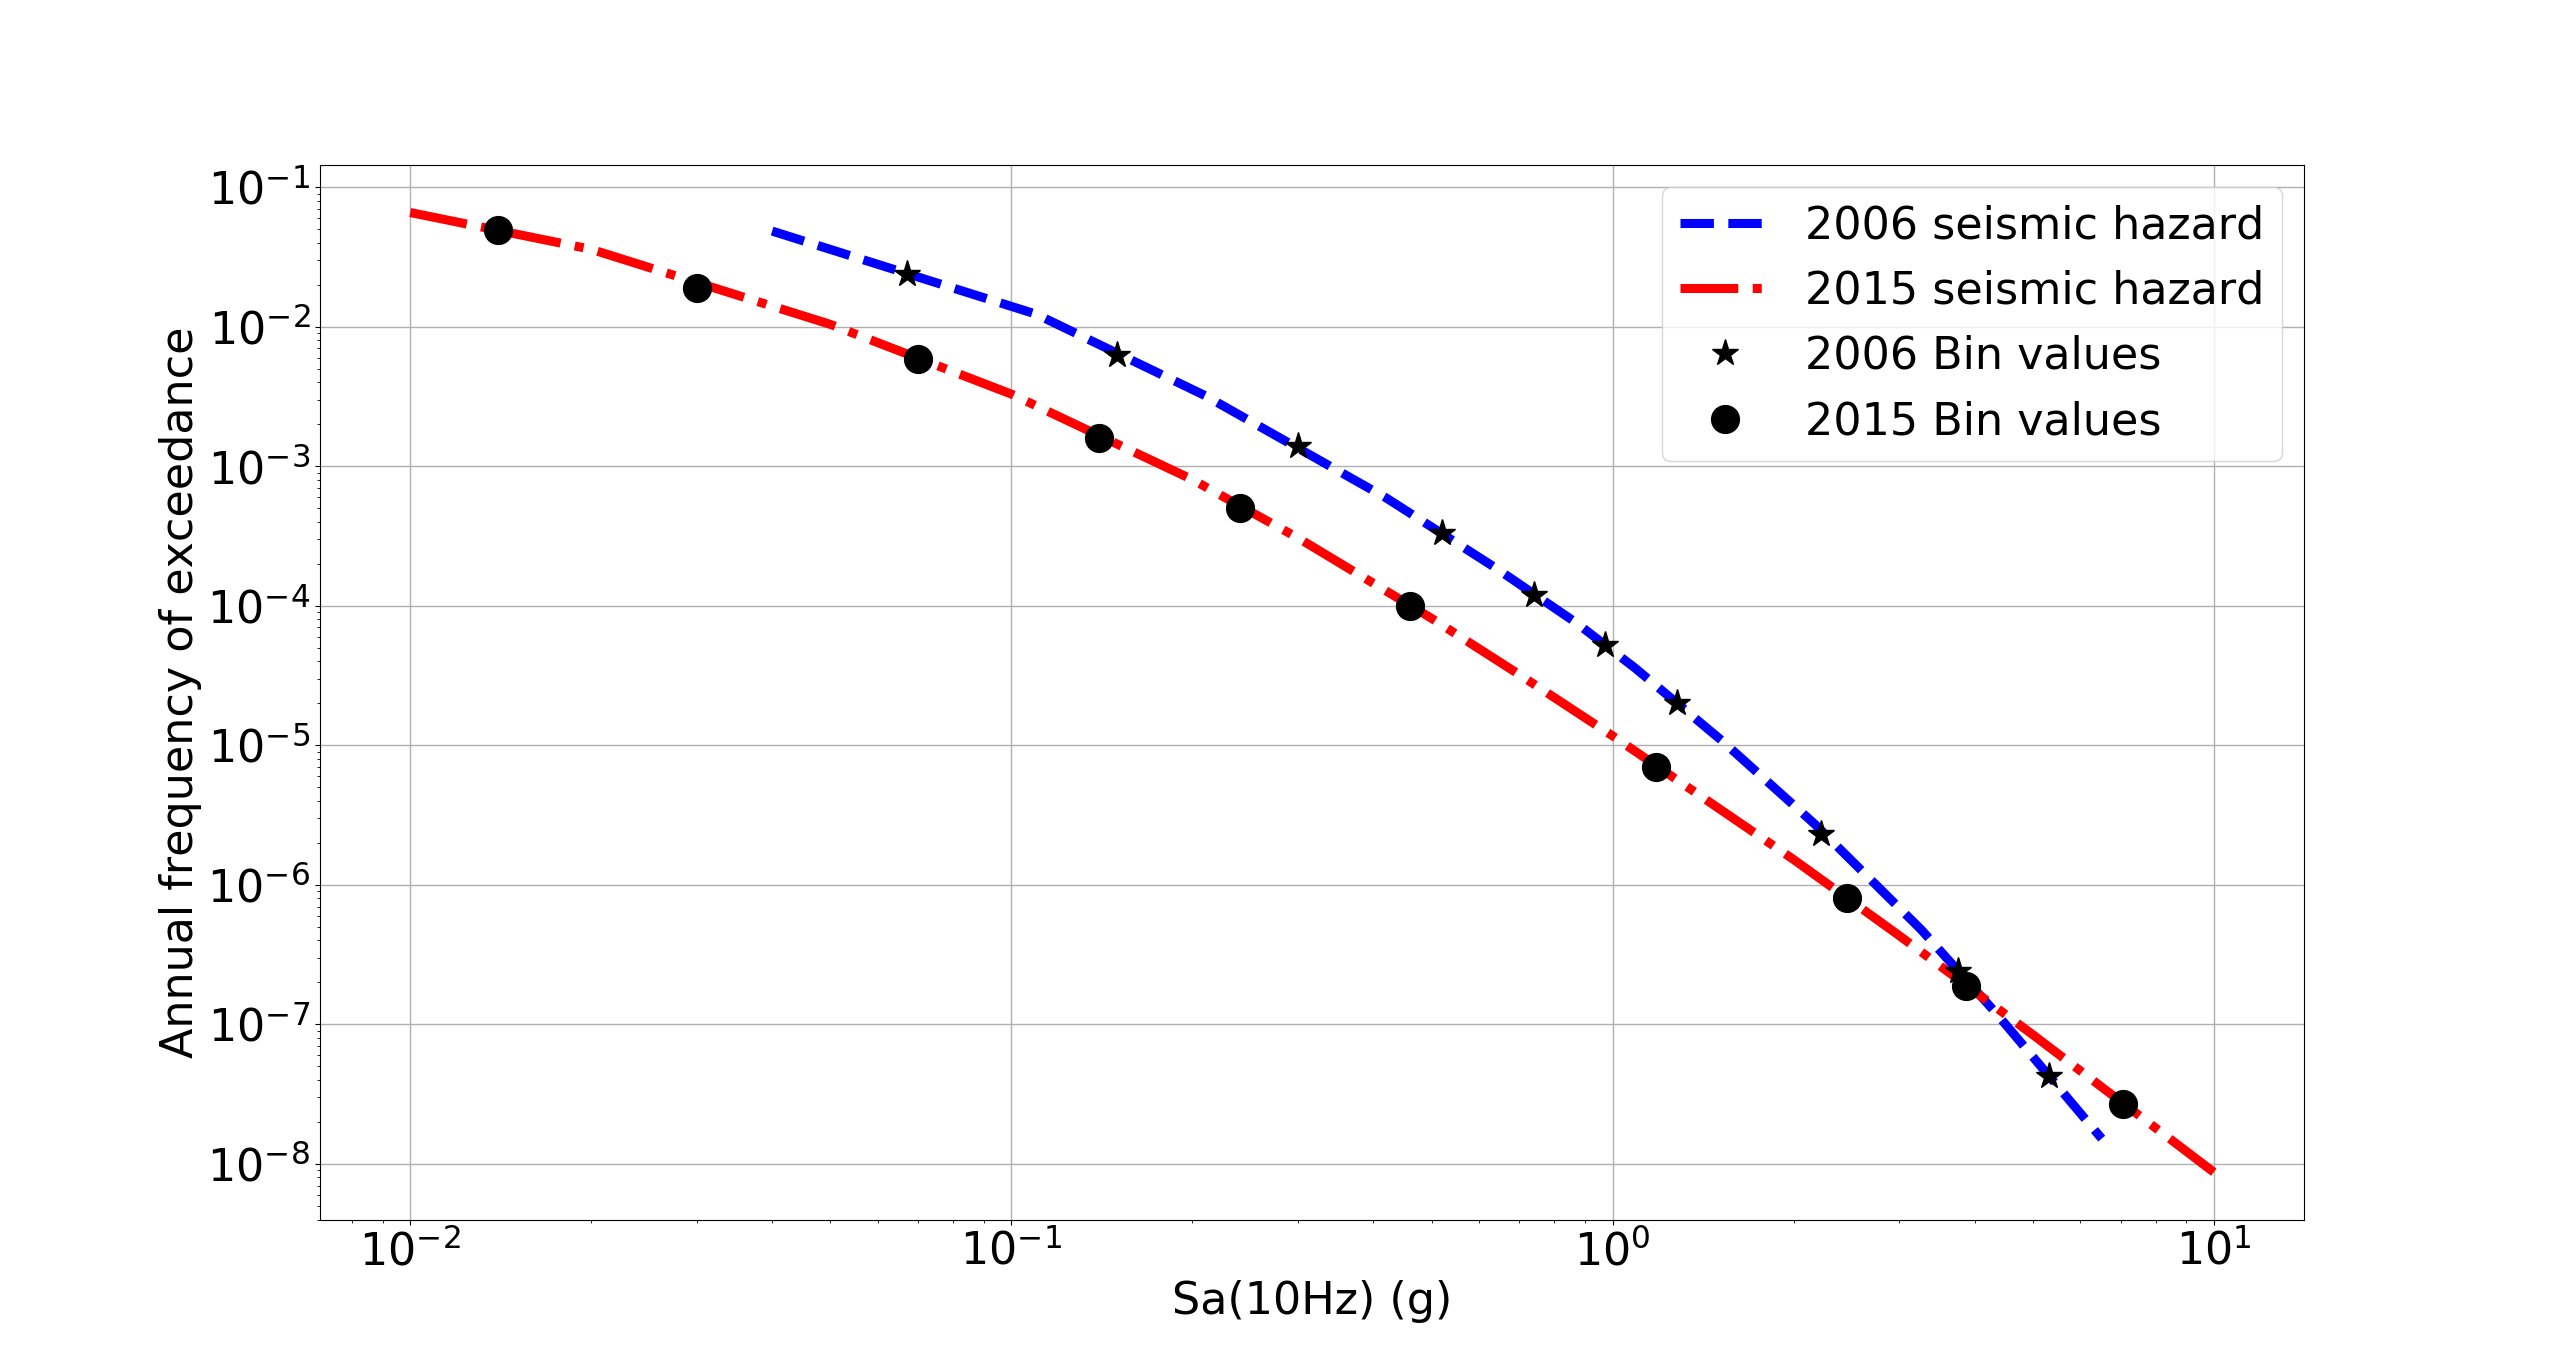 10⁻¹
10⁻²
10⁻³
10⁻⁴
10⁻⁵
10⁻⁶
10⁻⁷
10⁻⁸
Annual frequency of exceedance
2006 seismic hazard
2015 seismic hazard
2006 Bin values
2015 Bin values
10⁻²
10⁻¹
10⁰
10¹
Sa(10Hz) (g)